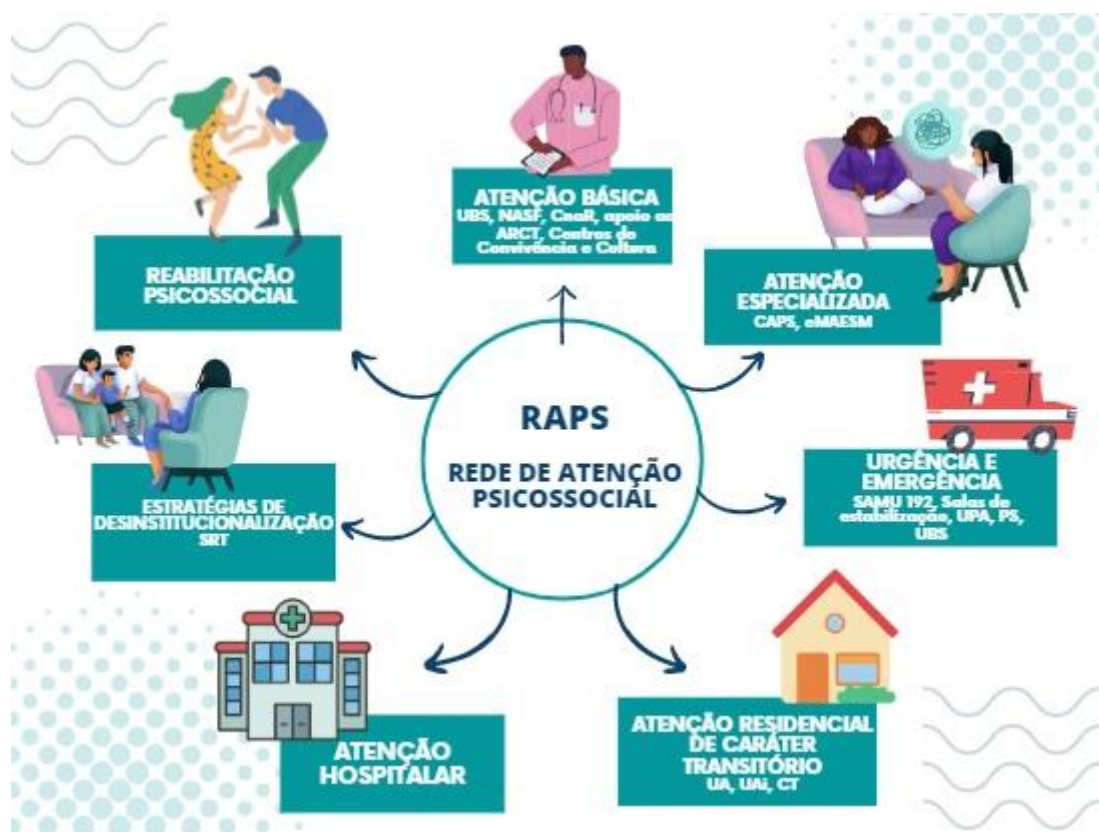 ATENÇÃO BÁSICA
UBS, NASF, CnaR, apoio ao
ARCT, Centros de
Convivência e Cultura
REABILITAÇÃO
PSICOSSOCIAL
ATENÇÃO
ESPECIALIZADA
CAPS, eMAESM
RAPS
REDE DE ATENÇÃO
PSICOSSOCIAL
URGÊNCIA E
EMERGÊNCIA
SAMU 192, Salas de
estabilização, UPA, PS,
UBS
ESTRATÉGIAS DE
DESINSTITUCIONALIZAÇÃO
SRT
ATENÇÃO
HOSPITALAR
ATENÇÃO RESIDENCIAL
DE CARÁTER
TRANSITÓRIO
UA, UAi, CT